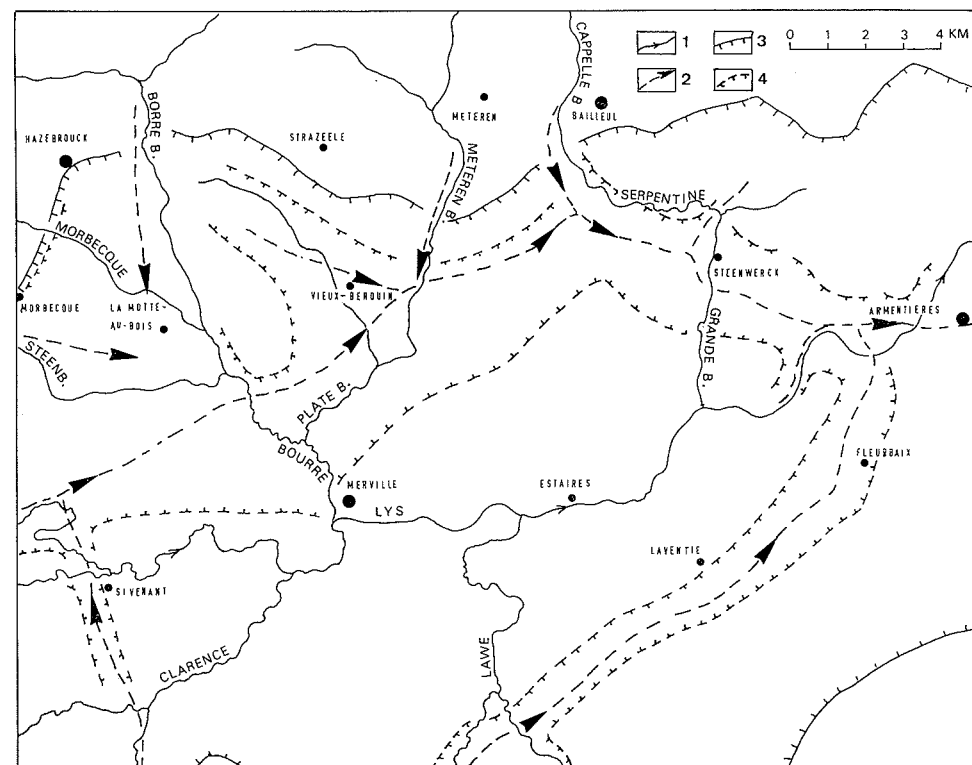 1
3
2
4
0 1 2 3 4 KM
CAPPELLE B.
BORRE B.
HAZEBROUCK
STRAZEELE
METEREN
BAILLEUL
METEREN B.
SERPENTINE
MORBECQUE
MORBECQUE
LA MOTTE-
AU-BOIS
VIEUX-BERQUIN
STEENWERCK
ARMENTIERES
STEENB.
GRANDE B.
PLATE B.
BOURRE
FLEURBAIX
MERVILLE
ESTAIRES
LYS
LAVENTIE
ST VENANT
CLARENCE
LAWE